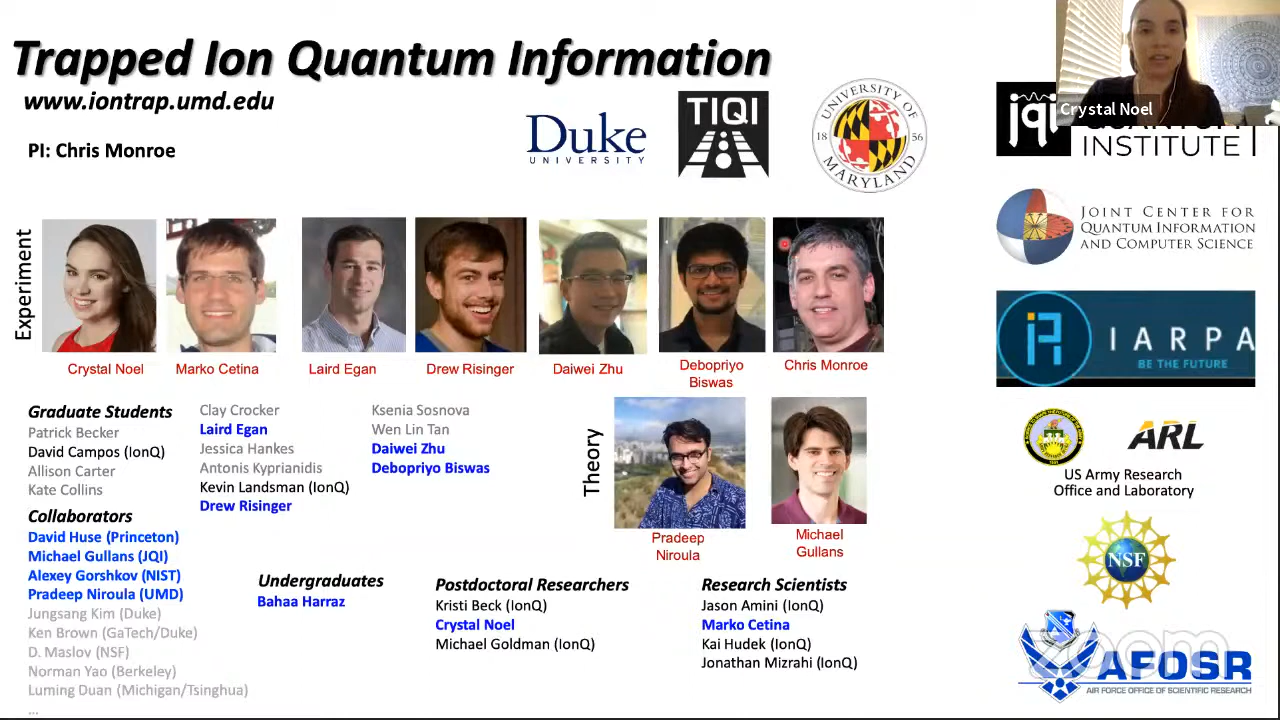 Trapped Ion Quantum Information
www.iontrap.umd.edu
PI: Chris Monroe
Duke
UNIVERSITY
TIQI
UNIVERSITY OF
MARYLAND
18 56
jqi
Crystal Noel
INSTITUTE
JOINT CENTER FOR
QUANTUM INFORMATION
AND COMPUTER SCIENCE
IARPA
BE THE FUTURE
ARL
US Army Research
Office and Laboratory
NSF
zoom
AFOSR
AIR FORCE OFFICE OF SCIENTIFIC RESEARCH
Experiment
Crystal Noel
Marko Cetina
Laird Egan
Drew Risinger
Daiwei Zhu
Debopriyo
Biswas
Chris Monroe
Theory
Pradeep
Niroula
Michael
Gullans
Graduate Students
Patrick Becker
David Campos (IonQ)
Allison Carter
Kate Collins
Clay Crocker
Laird Egan
Jessica Hankes
Antonis Kyprianidis
Kevin Landsman (IonQ)
Drew Risinger
Ksenia Sosnova
Wen Lin Tan
Daiwei Zhu
Debopriyo Biswas
Collaborators
David Huse (Princeton)
Michael Gullans (JQI)
Alexey Gorshkov (NIST)
Pradeep Niroula (UMD)
Jungsang Kim (Duke)
Ken Brown (GaTech/Duke)
D. Maslov (NSF)
Norman Yao (Berkeley)
Luming Duan (Michigan/Tsinghua)
...
Undergraduates
Bahaa Harraz
Postdoctoral Researchers
Kristi Beck (IonQ)
Crystal Noel
Michael Goldman (IonQ)
Research Scientists
Jason Amini (IonQ)
Marko Cetina
Kai Hudek (IonQ)
Jonathan Mizrahi (IonQ)